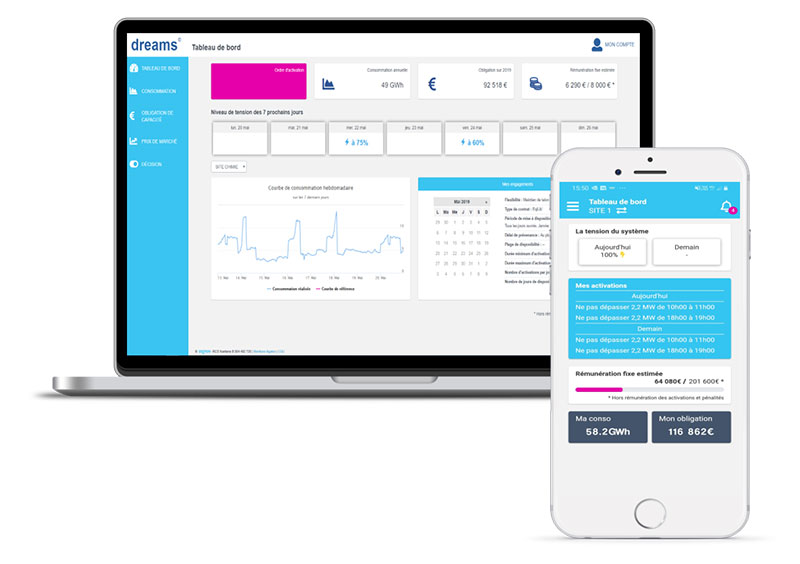 dreams
Tableau de bord
MON COMPTE
TABLEAU DE BORD
CONSOMMATION
OBLIGATION DE
CAPACITÉ
PRIX DE MARCHÉ
DÉCISION
Ordre d'activation
Consommation annuelle
49 GWh
Obligation sur 2019
92 518 €
Rémunération fixe estimée
6 290 € / 8 000 € *
Niveau de tension des 7 prochains jours
lun. 20 mai
mar. 21 mai
mer. 22 mai
jeu. 23 mai
ven. 24 mai
sam. 25 mai
dim. 26 mai
à 75%
à 60%
SITE CHIMIE
Courbe de consommation hebdomadaire
sur les 7 derniers jours
15 Mai 16 Mai 17 Mai 18 Mai 19 Mai 20 Mai
Consommation réalisée Courbe de référence
Mes engagements
Mai 2019
L M Me J V S D
Type de contrat :
Période de mise à disposition
Tous les jours
Délai de prévenance :
Plage de disponibilité :
Durée minimum d'activation
Durée maximum d'activation
Nombre d'activations par
Nombre de jours de
* Hors
15:50
Tableau de bord
SITE 1
4
La tension du système
Aujourd'hui
100%
Demain
-
Mes activations
Aujourd'hui
Ne pas dépasser 2,2 MW de 10h00 à 11h00
Ne pas dépasser 2,2 MW de 18h00 à 19h00
Demain
Ne pas dépasser 2,2 MW de 10h00 à 11h00
Ne pas dépasser 2,2 MW de 18h00 à 19h00
Rémunération fixe estimée
64 080€ / 201 600€ *
* Hors rémunération des activations et pénalités
Ma conso
58.2GWh
Mon obligation
116 862€